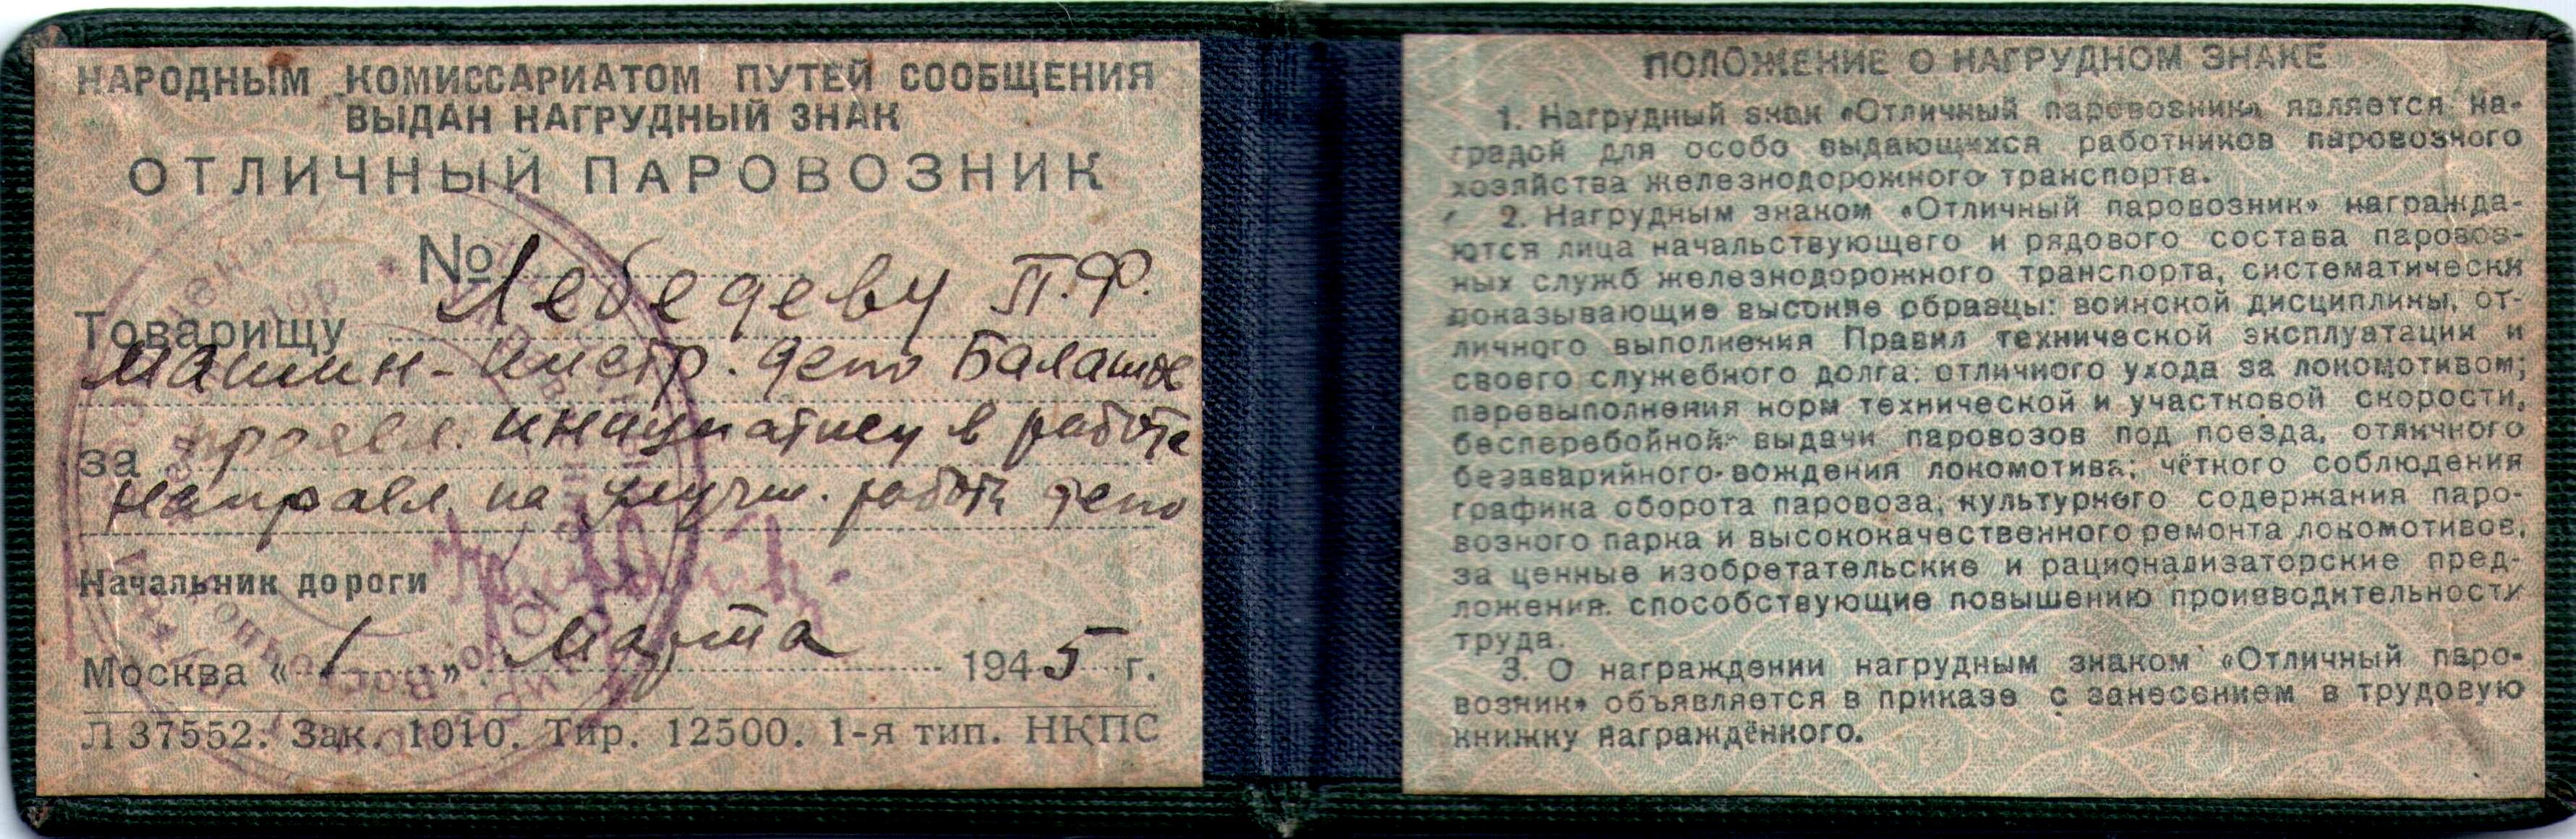 НАРОДНЫМ КОМИССАРИАТОМ ПУТЕЙ СООБЩЕНИЯ
ВЫДАН НАГРУДНЫЙ ЗНАК
ОТЛИЧНЫЙ ПАРОВОЗНИК
№
Товарищу Лебедеву П.Ф.
машин-инстр. депо Балашов
за проявл. инициативу в работе
направл. на улучш. работы депо
Начальник дороги
Москва «1» марта 1945 г.
Л 37552. Зак. 1010. Тир. 12500. 1-я тип. НКПС
ПОЛОЖЕНИЕ О НАГРУДНОМ ЗНАКЕ
1. Нагрудный знак «Отличный паровозник» является на-
градой для особо выдающихся работников паровозного
хозяйства железнодорожного транспорта.
2. Нагрудным знаком «Отличный паровозник» награжда-
ются лица начальствующего и рядового состава паровоз-
ных служб железнодорожного транспорта, систематически
показывающие высокие образцы: воинской дисциплины, от-
личного выполнения Правил технической эксплуатации и
своего служебного долга; отличного ухода за локомотивом;
перевыполнения норм технической и участковой скорости,
бесперебойной выдачи паровозов под поезда, отличного
безаварийного вождения локомотива; чёткого соблюдения
графика оборота паровоза; культурного содержания паро-
возного парка и высококачественного ремонта локомотивов,
за ценные изобретательские и рационализаторские пред-
ложения, способствующие повышению производительности
труда.
3. О награждении нагрудным знаком «Отличный паро-
возник» объявляется в приказе с занесением в трудовую
книжку награждённого.